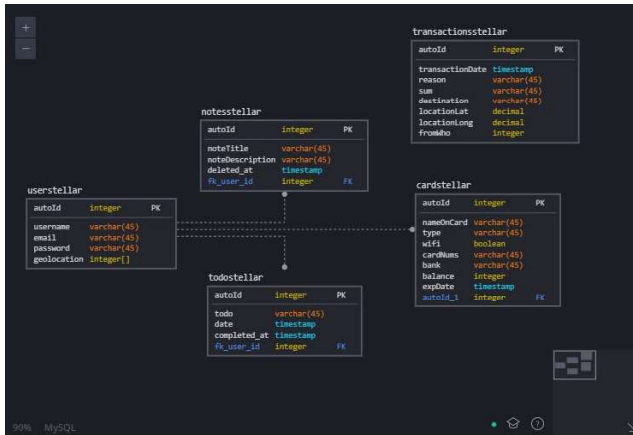 +
−
transactionsstellar
autoId integer PK
transactionDate timestamp
reason varchar(45)
sum varchar(45)
destination varchar(45)
locationLat decimal
locationLong decimal
fromWho integer
notesstellar
autoId integer PK
noteTitle varchar(45)
noteDescription varchar(45)
deleted_at timestamp
fk_user_id integer FK
userstellar
autoId integer PK
username varchar(45)
email varchar(45)
password varchar(45)
geolocation integer[]
cardstellar
autoId integer PK
nameOnCard varchar(45)
type varchar(45)
wifi boolean
cardNums varchar(45)
bank varchar(45)
balance integer
expDate timestamp
autoId_1 integer FK
todostellar
autoId integer PK
todo varchar(45)
date timestamp
completed_at timestamp
fk_user_id integer FK
90% MySQL
?